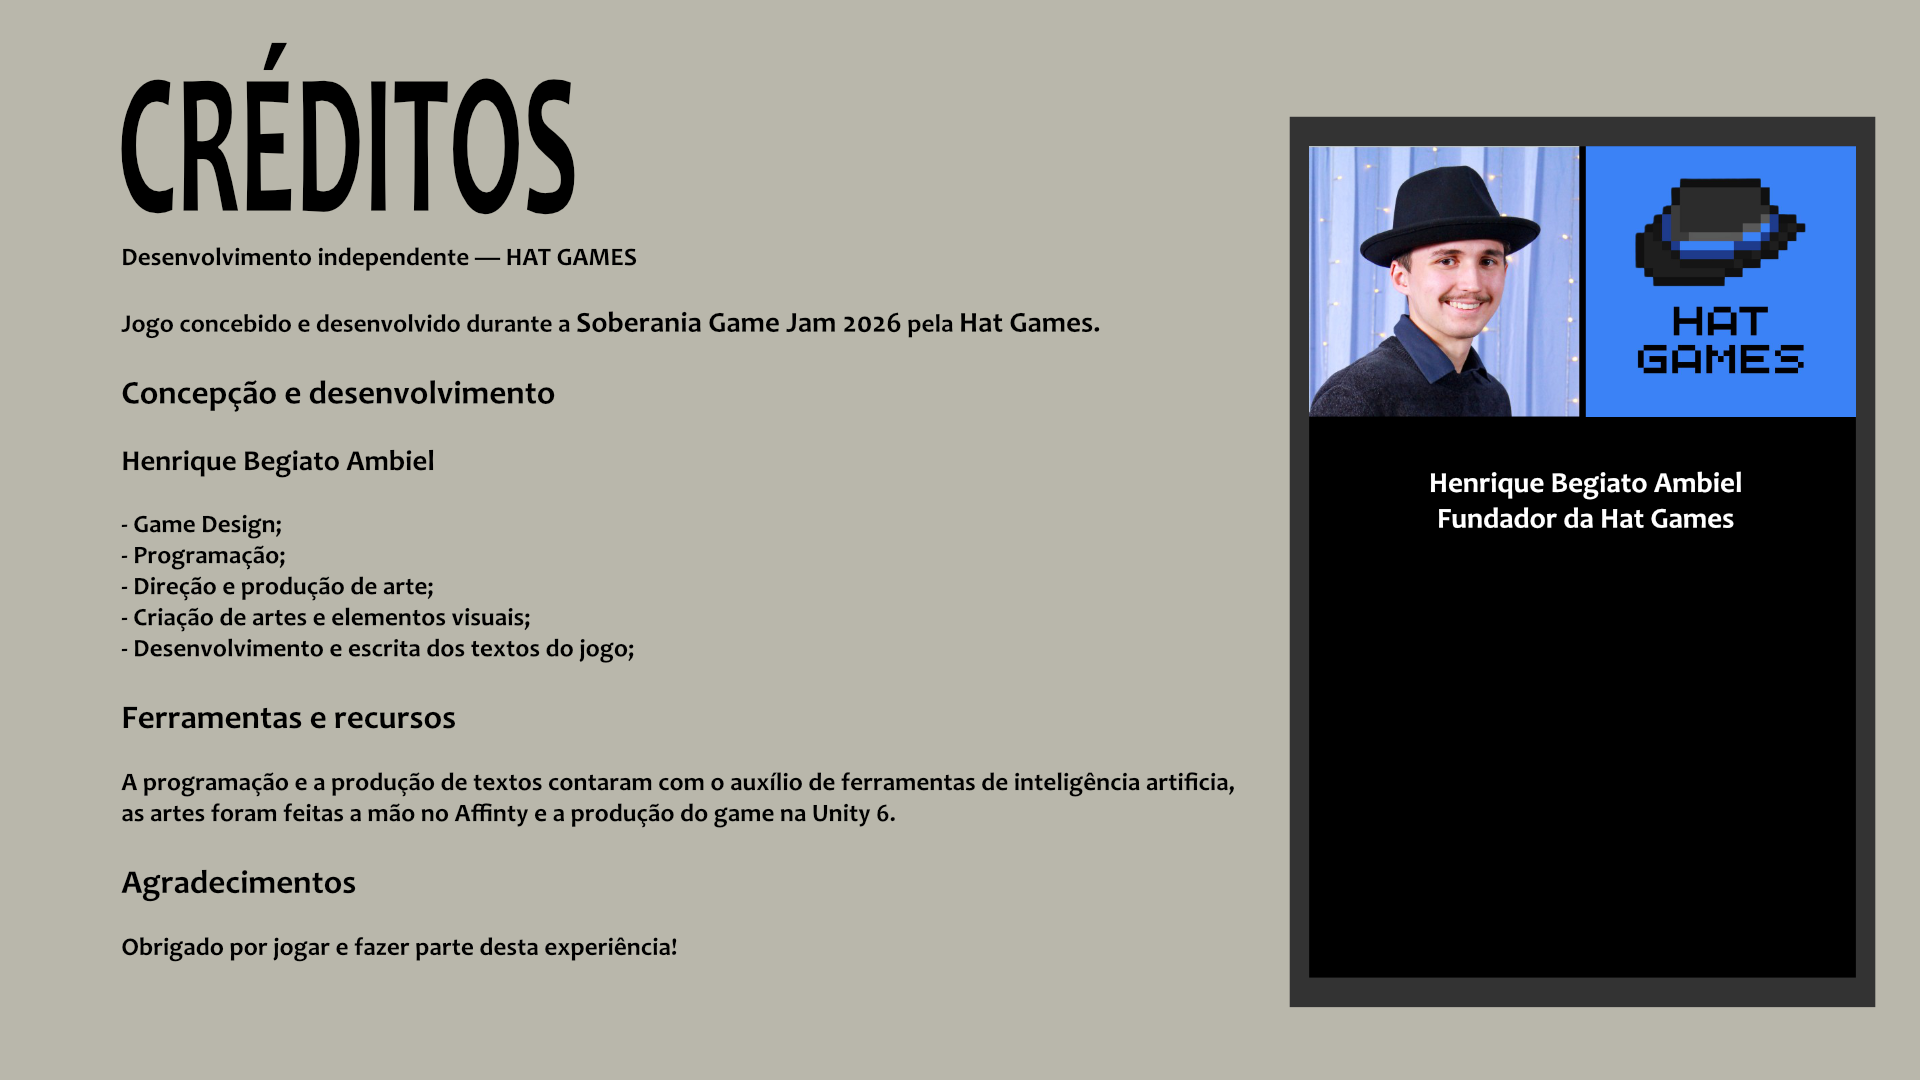 CRÉDITOS
Desenvolvimento independente — HAT GAMES
Jogo concebido e desenvolvido durante a Soberania Game Jam 2026 pela Hat Games.
Concepção e desenvolvimento
Henrique Begiato Ambiel
- Game Design;
- Programação;
- Direção e produção de arte;
- Criação de artes e elementos visuais;
- Desenvolvimento e escrita dos textos do jogo;
Ferramentas e recursos
A programação e a produção de textos contaram com o auxílio de ferramentas de inteligência artificia,
as artes foram feitas a mão no Affinty e a produção do game na Unity 6.
Agradecimentos
Obrigado por jogar e fazer parte desta experiência!
HAT
GAMES
Henrique Begiato Ambiel
Fundador da Hat Games